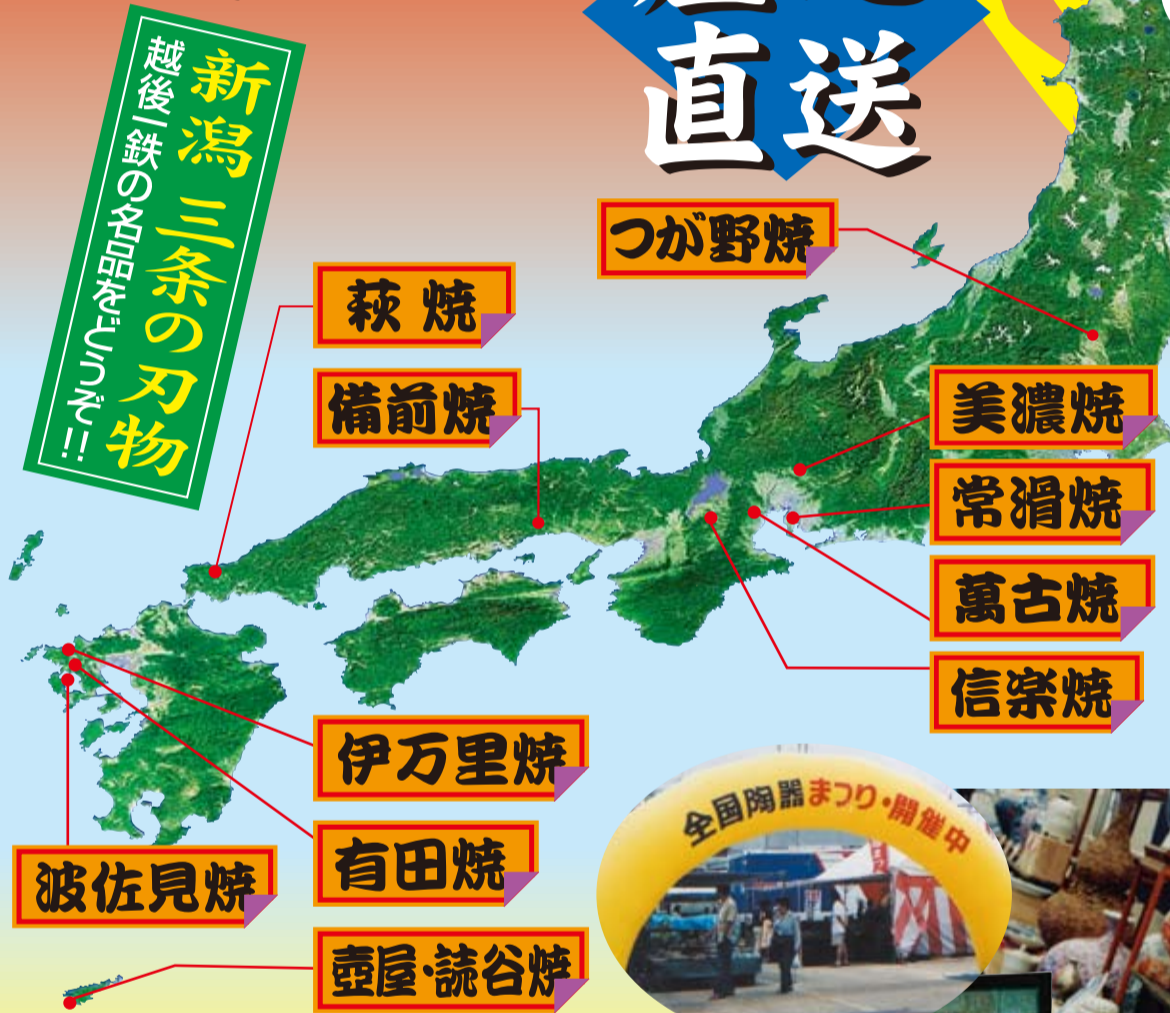 直送
新潟 三条の刃物
越後一鉄の名品をどうぞ!!
つが野焼
萩焼
備前焼
美濃焼
常滑焼
萬古焼
信楽焼
伊万里焼
有田焼
波佐見焼
壺屋・読谷焼
全国陶器まつり・開催中